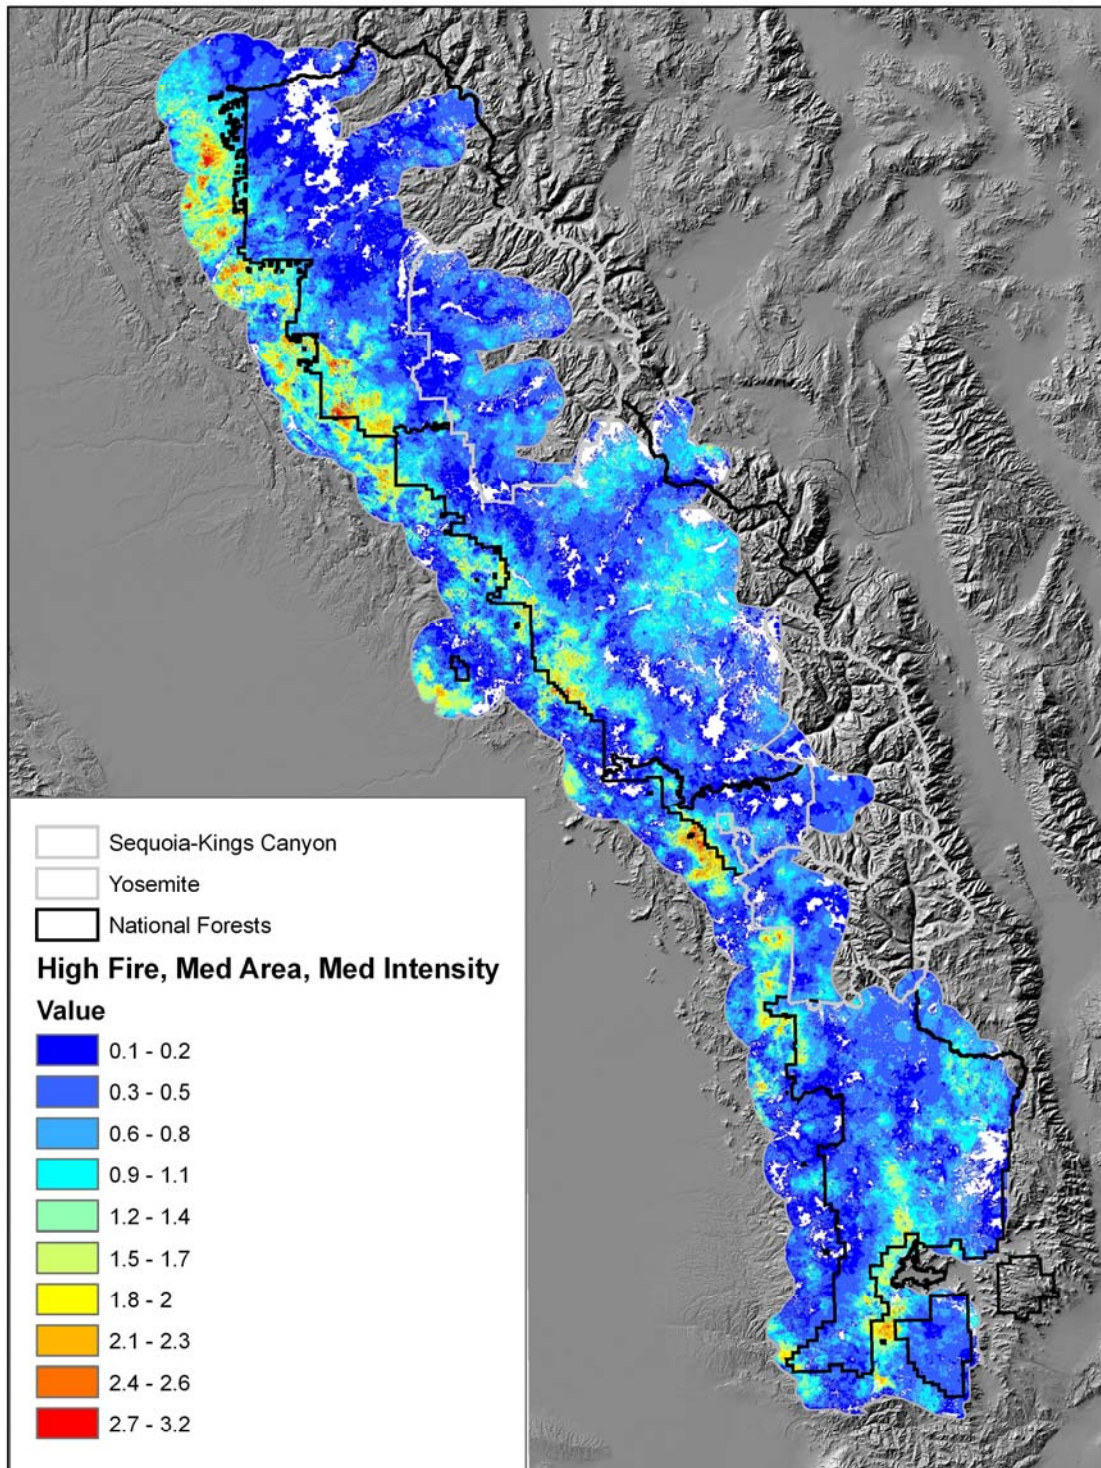 Sequoia-Kings Canyon
Yosemite
National Forests
High Fire, Med Area, Med Intensity
Value
0.1 - 0.2
0.3 - 0.5
0.6 - 0.8
0.9 - 1.1
1.2 - 1.4
1.5 - 1.7
1.8 - 2
2.1 - 2.3
2.4 - 2.6
2.7 - 3.2